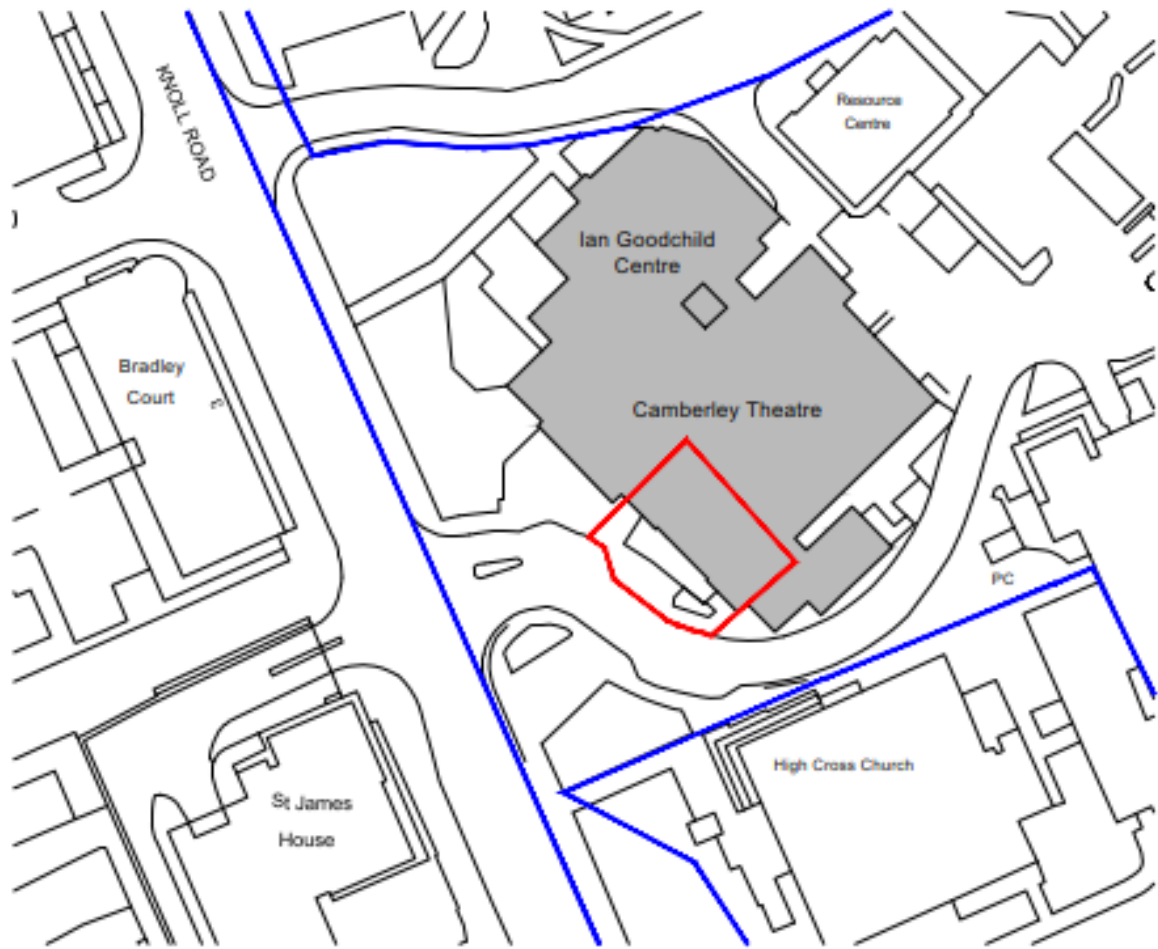 KNOLL ROAD
Resource
Centre
Ian Goodchild
Centre
Bradley
Court
Camberley Theatre
PC
High Cross Church
St James
House